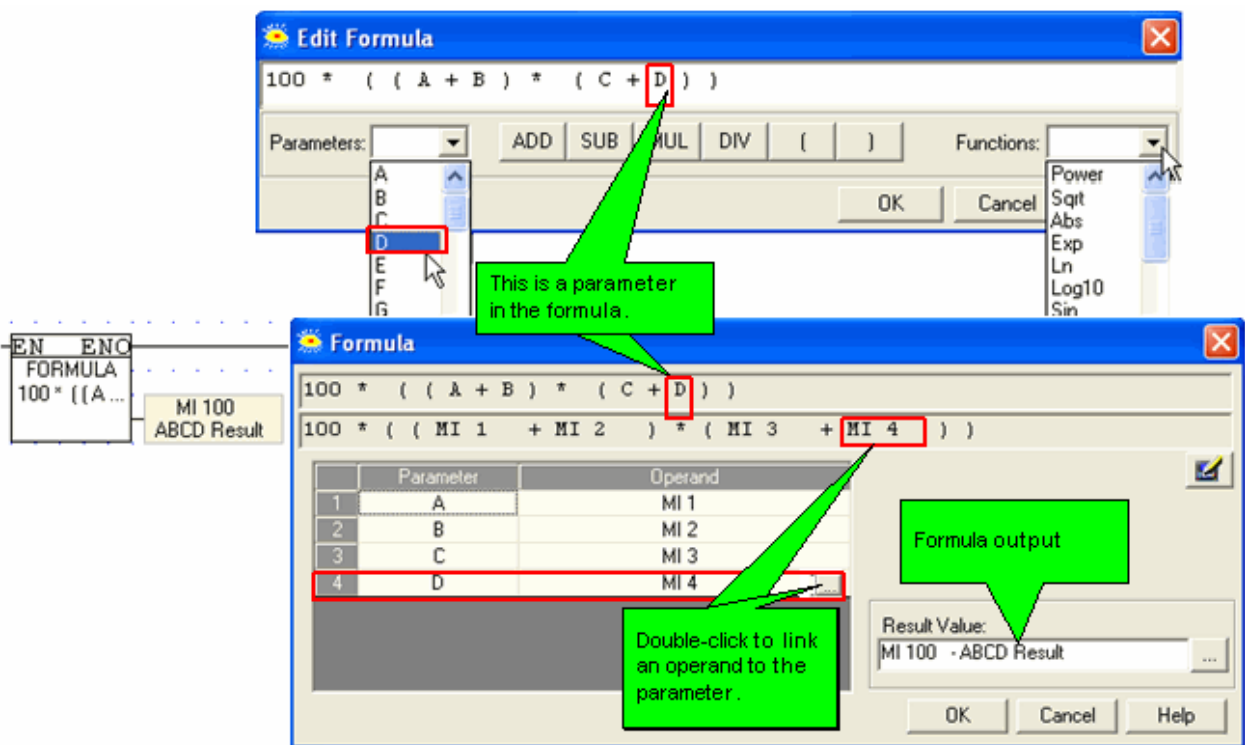 Edit Formula
100 * ( ( A + B ) * ( C + D ) )
Parameters:
ADD SUB MUL DIV ( )
Functions:
A
B
C
D
E
F
G
Power
Sqrt
Abs
Exp
Ln
Log10
Sin
OK Cancel
This is a parameter
in the formula.
EN ENO
FORMULA
100 * ((A ...
MI 100
ABCD Result
Formula
100 * ( ( A + B ) * ( C + D ) )
100 * ( ( MI 1 + MI 2 ) * ( MI 3 + MI 4 ) )
Parameter Operand
1 A MI 1
2 B MI 2
3 C MI 3
4 D MI 4 ...
Formula output
Double-click to link
an operand to the
parameter.
Result Value:
MI 100 - ABCD Result ...
OK Cancel Help